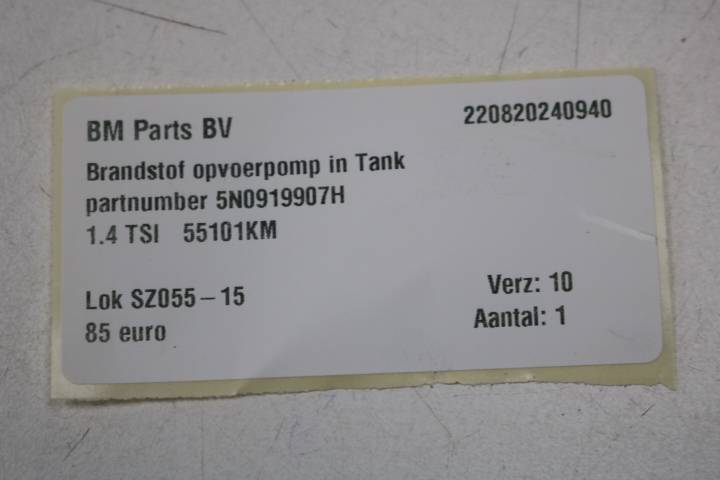 BM Parts BV 220820240940
Brandstof opvoerpomp in Tank
partnumber 5N0919907H
1.4 TSI 55101KM
Lok SZ055-15 Verz: 10
85 euro Aantal: 1